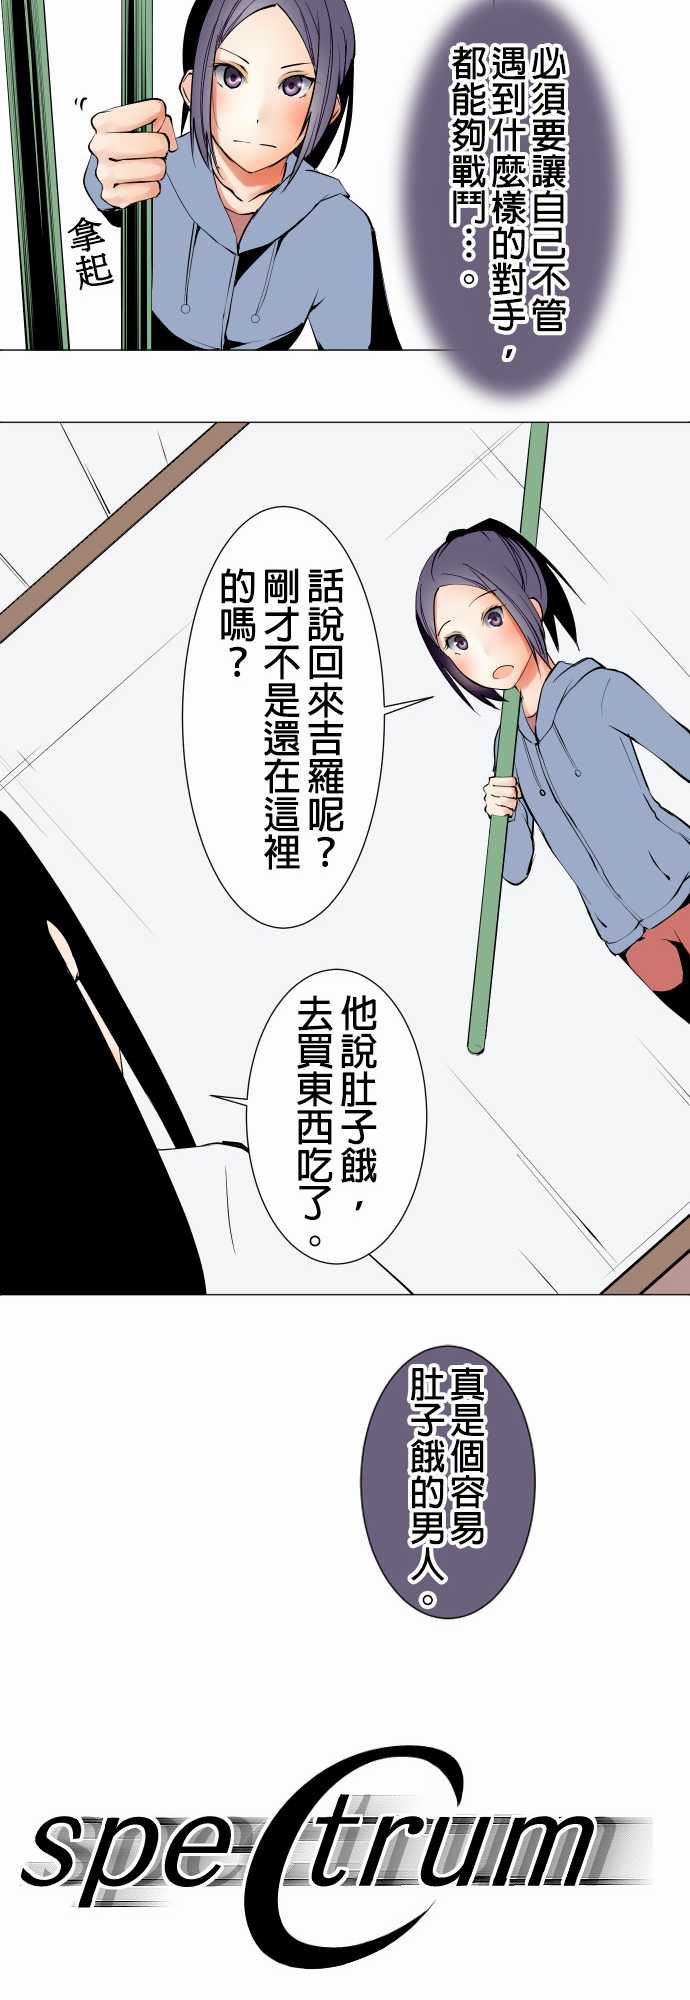 必須要讓自己不管
遇到什麼樣的對手，
都能夠戰鬥…。
拿起
話說回來吉羅呢？
剛才不是還在這裡
的嗎？
他說肚子餓，
去買東西吃了。
真是個容易
肚子餓的男人。
speCtrum